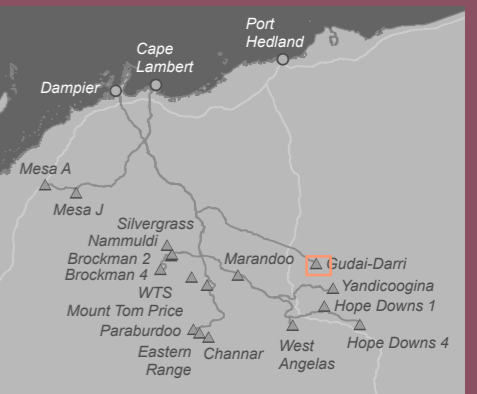 Port
Hedland
Cape
Lambert
Dampier
Mesa A
Mesa J
Silvergrass
Nammuldi
Brockman 2
Brockman 4
Marandoo
Gudai-Darri
WTS
Yandicoogina
Mount Tom Price
Hope Downs 1
Paraburdoo
Eastern
Range
Channar
West
Angelas
Hope Downs 4